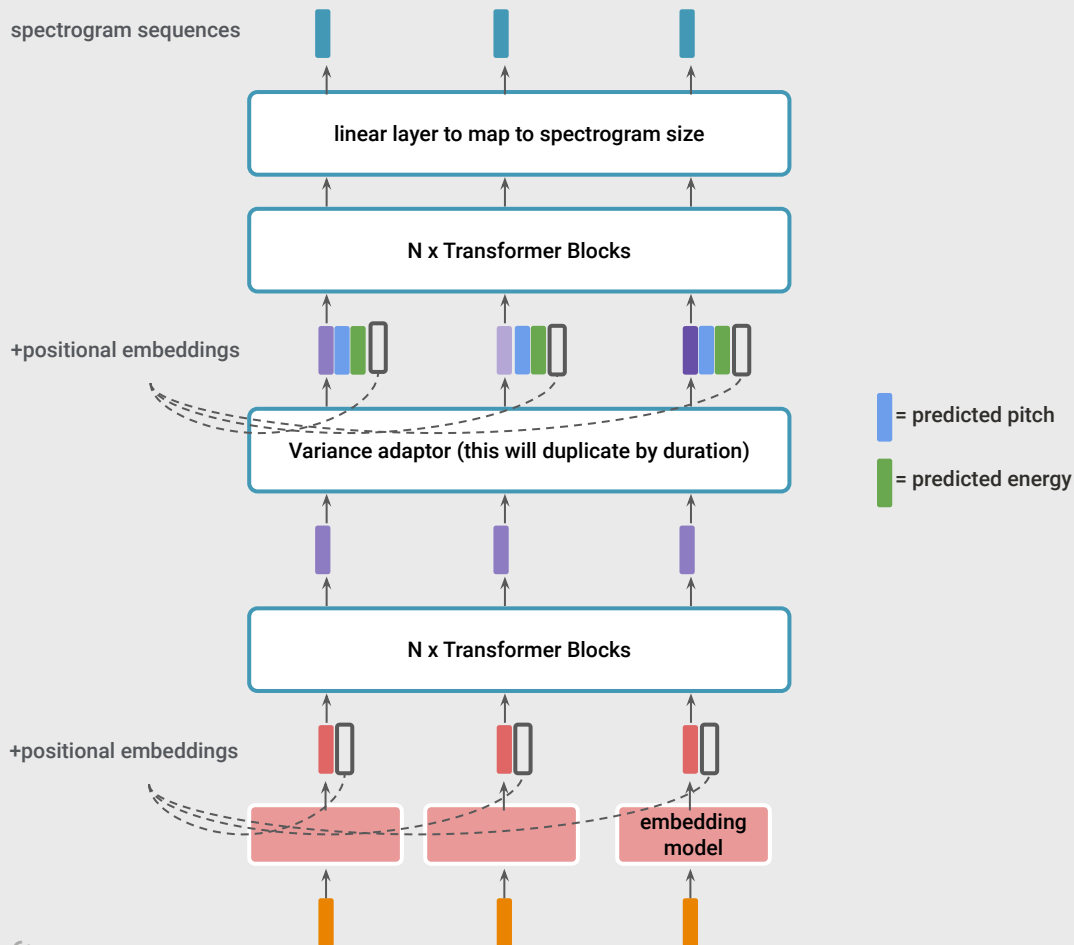 spectrogram sequences
linear layer to map to spectrogram size
N x Transformer Blocks
+positional embeddings
= predicted pitch
Variance adaptor (this will duplicate by duration)
= predicted energy
N x Transformer Blocks
+positional embeddings
embedding
model